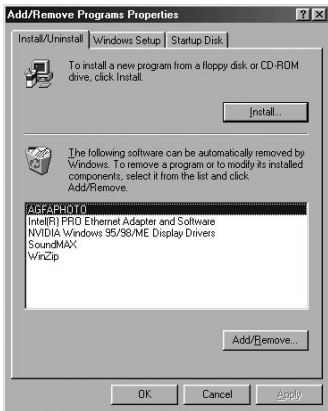 Add/Remove Programs Properties
Install/Uninstall Windows Setup Startup Disk
To install a new program from a floppy disk or CD-ROM
drive, click Install.
Install...
The following software can be automatically removed by
Windows. To remove a program or to modify its installed
components, select it from the list and click
Add/Remove.
AGFAPHOTO
Intel(R) PRO Ethernet Adapter and Software
NVIDIA Windows 95/98/ME Display Drivers
SoundMAX
WinZip
Add/Remove...
OK Cancel Apply